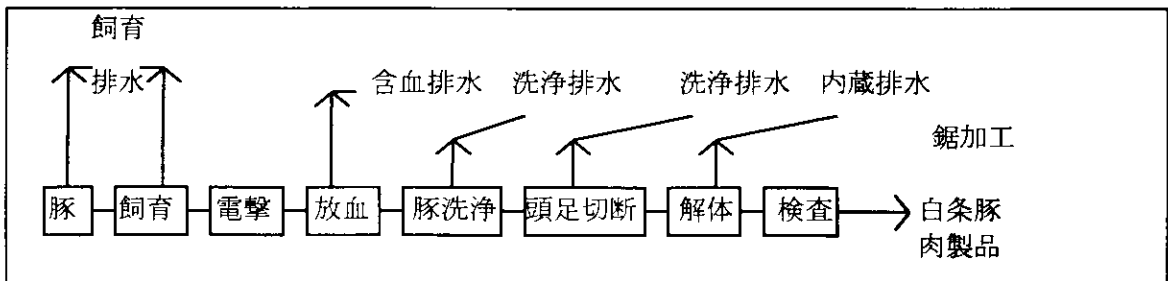 飼育
排水
含血排水 洗浄排水 洗浄排水 内蔵排水
鋸加工
豚 飼育 電撃 放血 豚洗浄 頭足切断 解体 検査 白条豚
肉製品